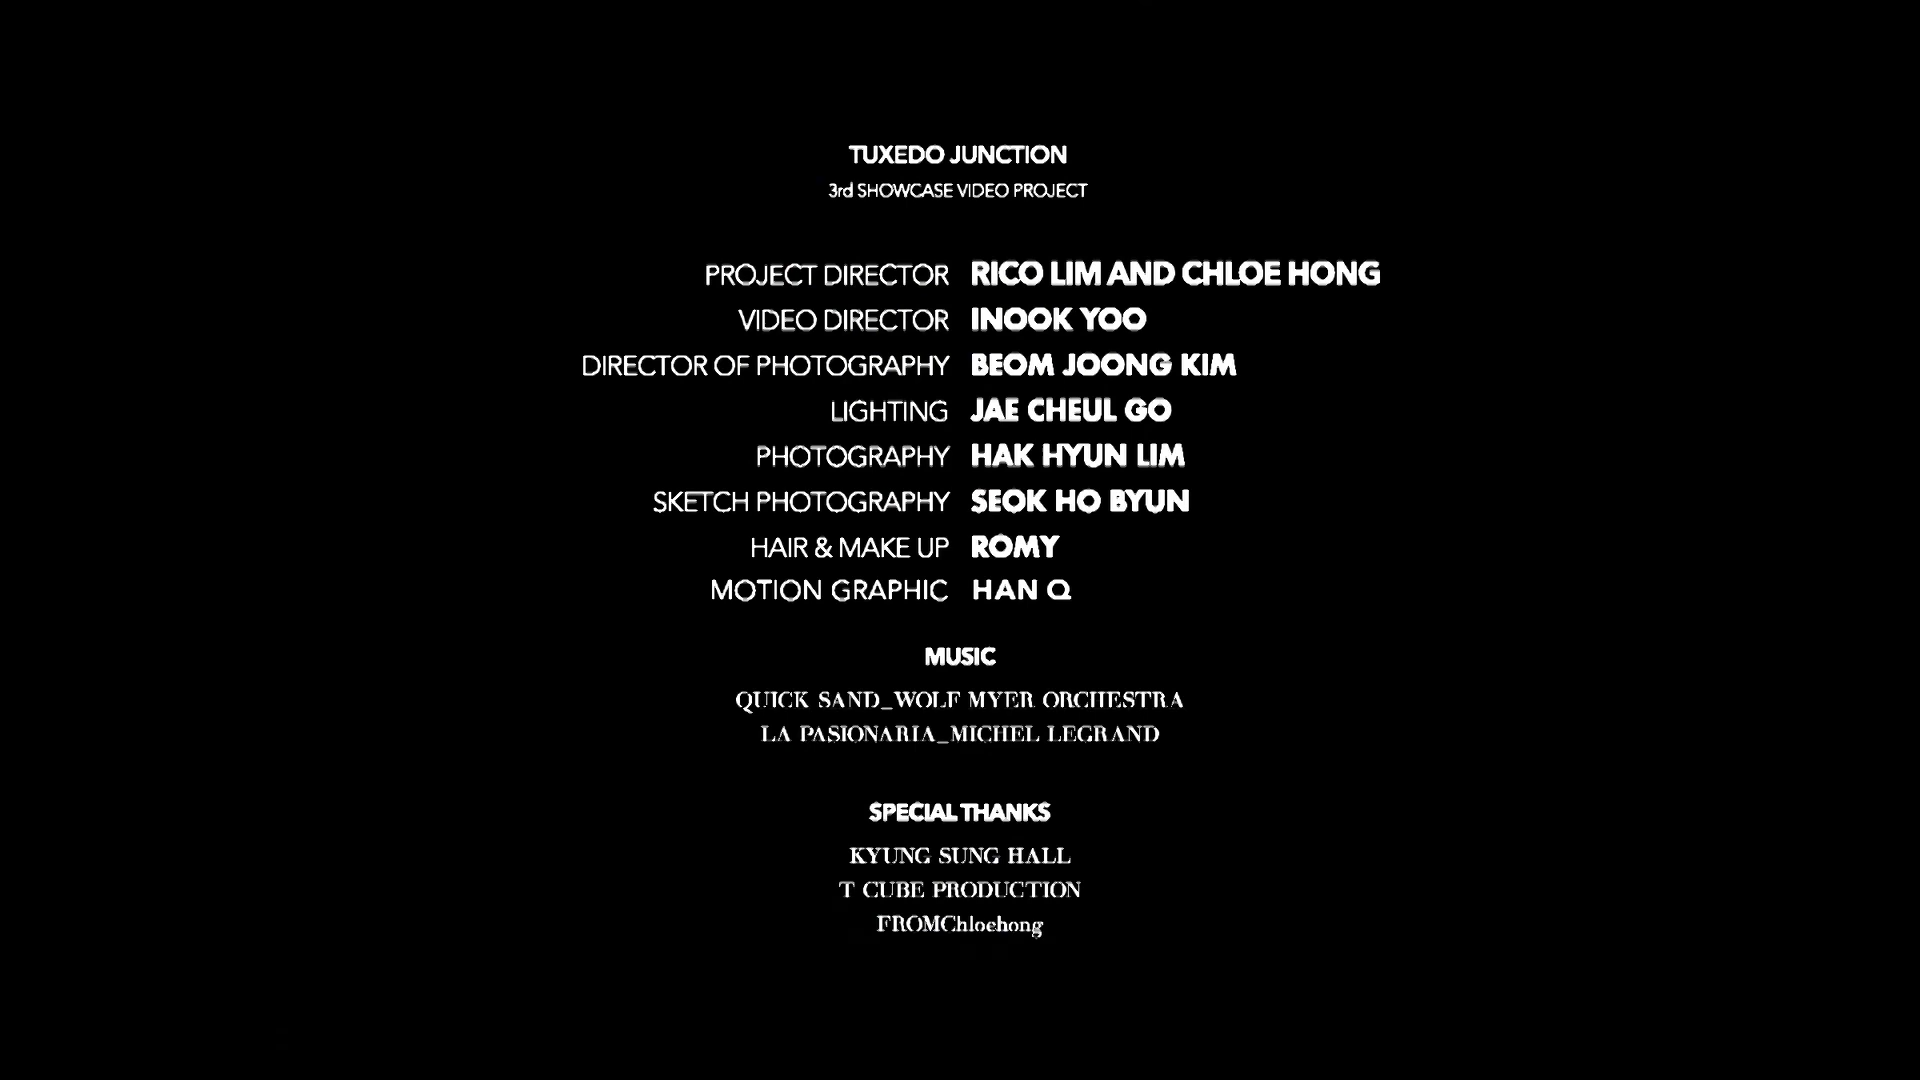 TUXEDO JUNCTION
3rd SHOWCASE VIDEO PROJECT
PROJECT DIRECTOR RICO LIM AND CHLOE HONG
VIDEO DIRECTOR INOOK YOO
DIRECTOR OF PHOTOGRAPHY BEOM JOONG KIM
LIGHTING JAE CHEUL GO
PHOTOGRAPHY HAK HYUN LIM
SKETCH PHOTOGRAPHY SEOK HO BYUN
HAIR & MAKE UP ROMY
MOTION GRAPHIC HAN Q
MUSIC
QUICK SAND_WOLF MYER ORCHESTRA
LA PASIONARIA_MICHEL LEGRAND
SPECIAL THANKS
KYUNG SUNG HALL
T CUBE PRODUCTION
FROMChloehong